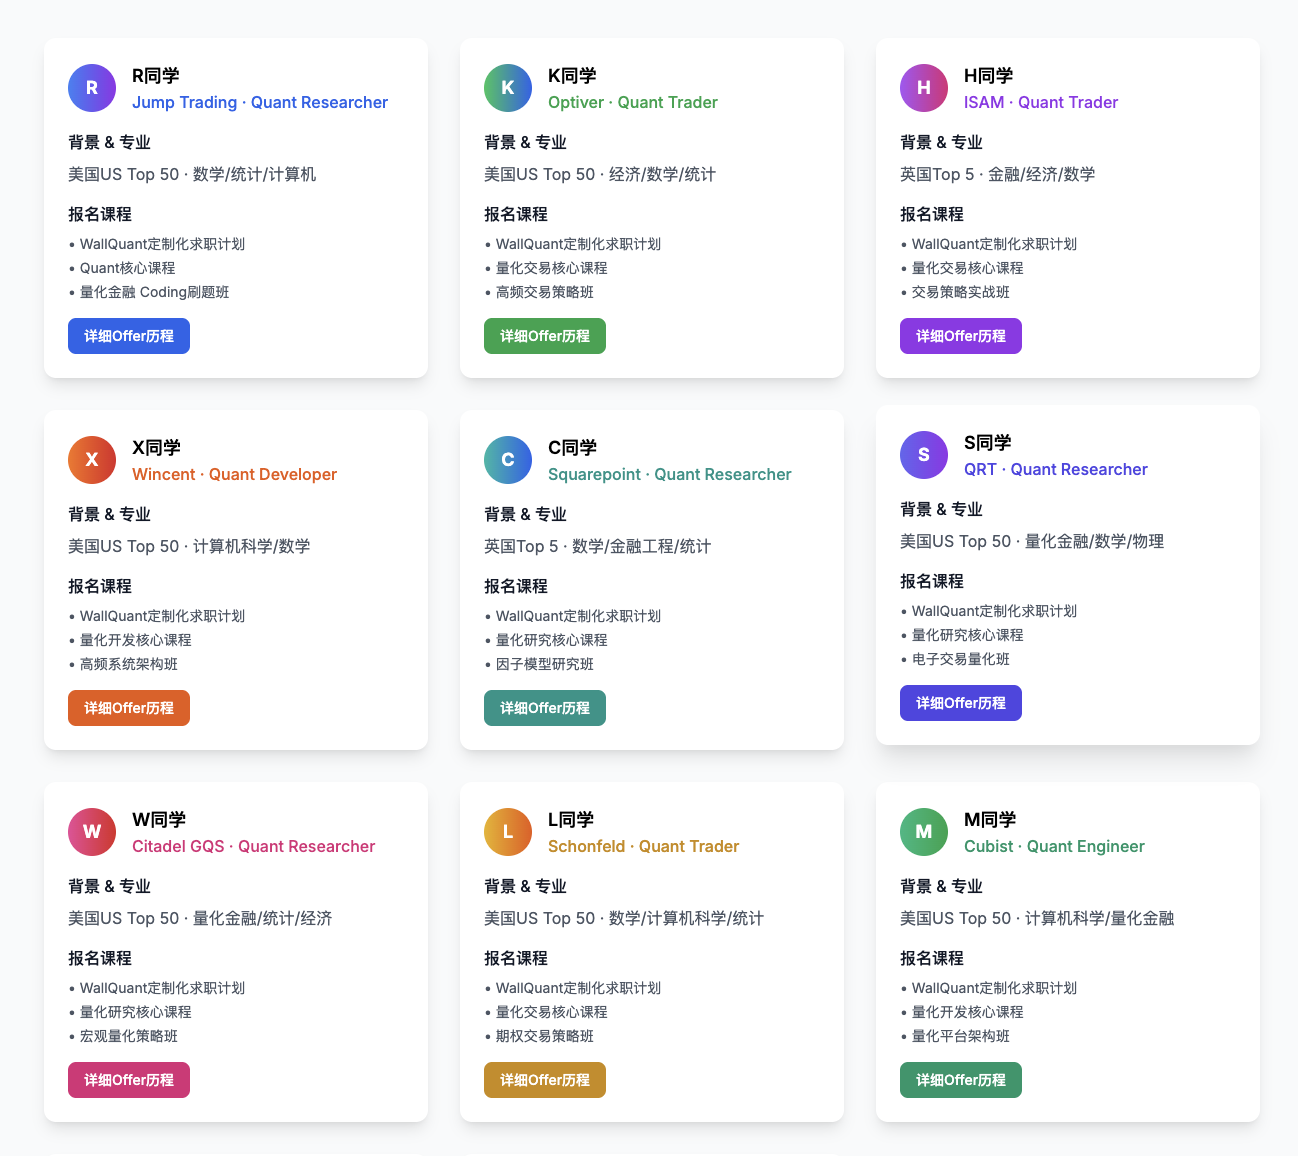 R
R同学
Jump Trading · Quant Researcher
背景 & 专业
美国US Top 50 · 数学/统计/计算机
报名课程
• WallQuant定制化求职计划
• Quant核心课程
• 量化金融 Coding刷题班
详细Offer历程
K
K同学
Optiver · Quant Trader
背景 & 专业
美国US Top 50 · 经济/数学/统计
报名课程
• WallQuant定制化求职计划
• 量化交易核心课程
• 高频交易策略班
详细Offer历程
H
H同学
ISAM · Quant Trader
背景 & 专业
英国Top 5 · 金融/经济/数学
报名课程
• WallQuant定制化求职计划
• 量化交易核心课程
• 交易策略实战班
详细Offer历程
X
X同学
Wincent · Quant Developer
背景 & 专业
美国US Top 50 · 计算机科学/数学
报名课程
• WallQuant定制化求职计划
• 量化开发核心课程
• 高频系统架构班
详细Offer历程
C
C同学
Squarepoint · Quant Researcher
背景 & 专业
英国Top 5 · 数学/金融工程/统计
报名课程
• WallQuant定制化求职计划
• 量化研究核心课程
• 因子模型研究班
详细Offer历程
S
S同学
QRT · Quant Researcher
背景 & 专业
美国US Top 50 · 量化金融/数学/物理
报名课程
• WallQuant定制化求职计划
• 量化研究核心课程
• 电子交易量化班
详细Offer历程
W
W同学
Citadel GQS · Quant Researcher
背景 & 专业
美国US Top 50 · 量化金融/统计/经济
报名课程
• WallQuant定制化求职计划
• 量化研究核心课程
• 宏观量化策略班
详细Offer历程
L
L同学
Schonfeld · Quant Trader
背景 & 专业
美国US Top 50 · 数学/计算机科学/统计
报名课程
• WallQuant定制化求职计划
• 量化交易核心课程
• 期权交易策略班
详细Offer历程
M
M同学
Cubist · Quant Engineer
背景 & 专业
美国US Top 50 · 计算机科学/量化金融
报名课程
• WallQuant定制化求职计划
• 量化开发核心课程
• 量化平台架构班
详细Offer历程